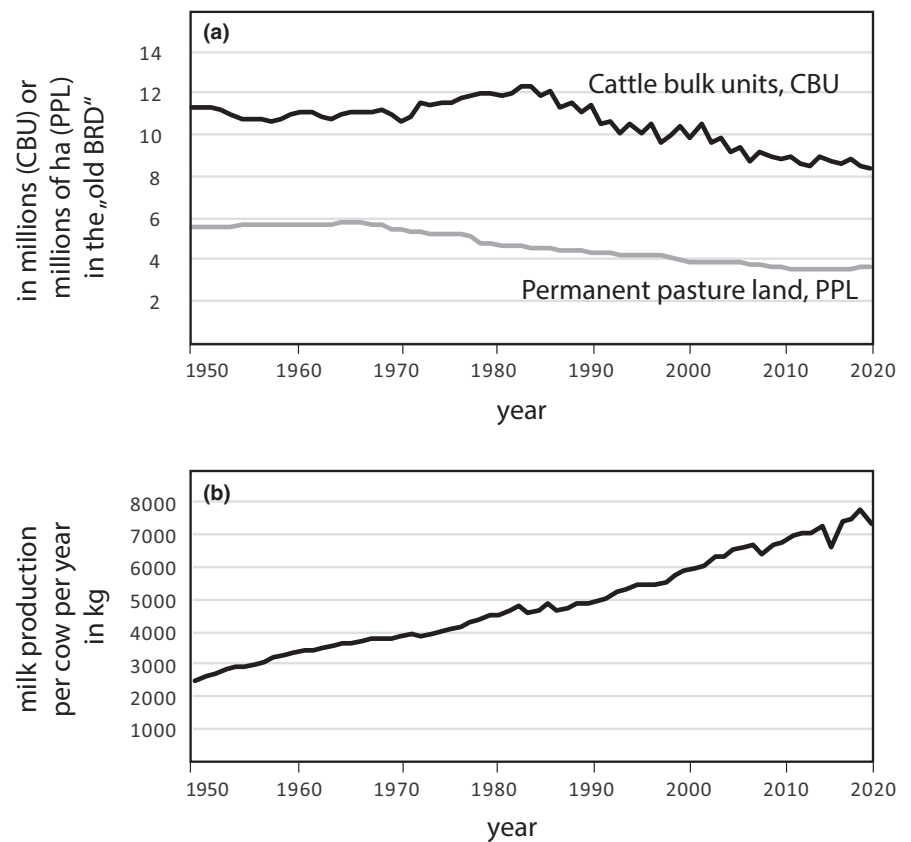 (a)
in millions (CBU) or
millions of ha (PPL)
in the „old BRD“
14
12
10
8
6
4
2
Cattle bulk units, CBU
Permanent pasture land, PPL
1950 1960 1970 1980 1990 2000 2010 2020
year
(b)
milk production
per cow per year
in kg
8000
7000
6000
5000
4000
3000
2000
1000
1950 1960 1970 1980 1990 2000 2010 2020
year